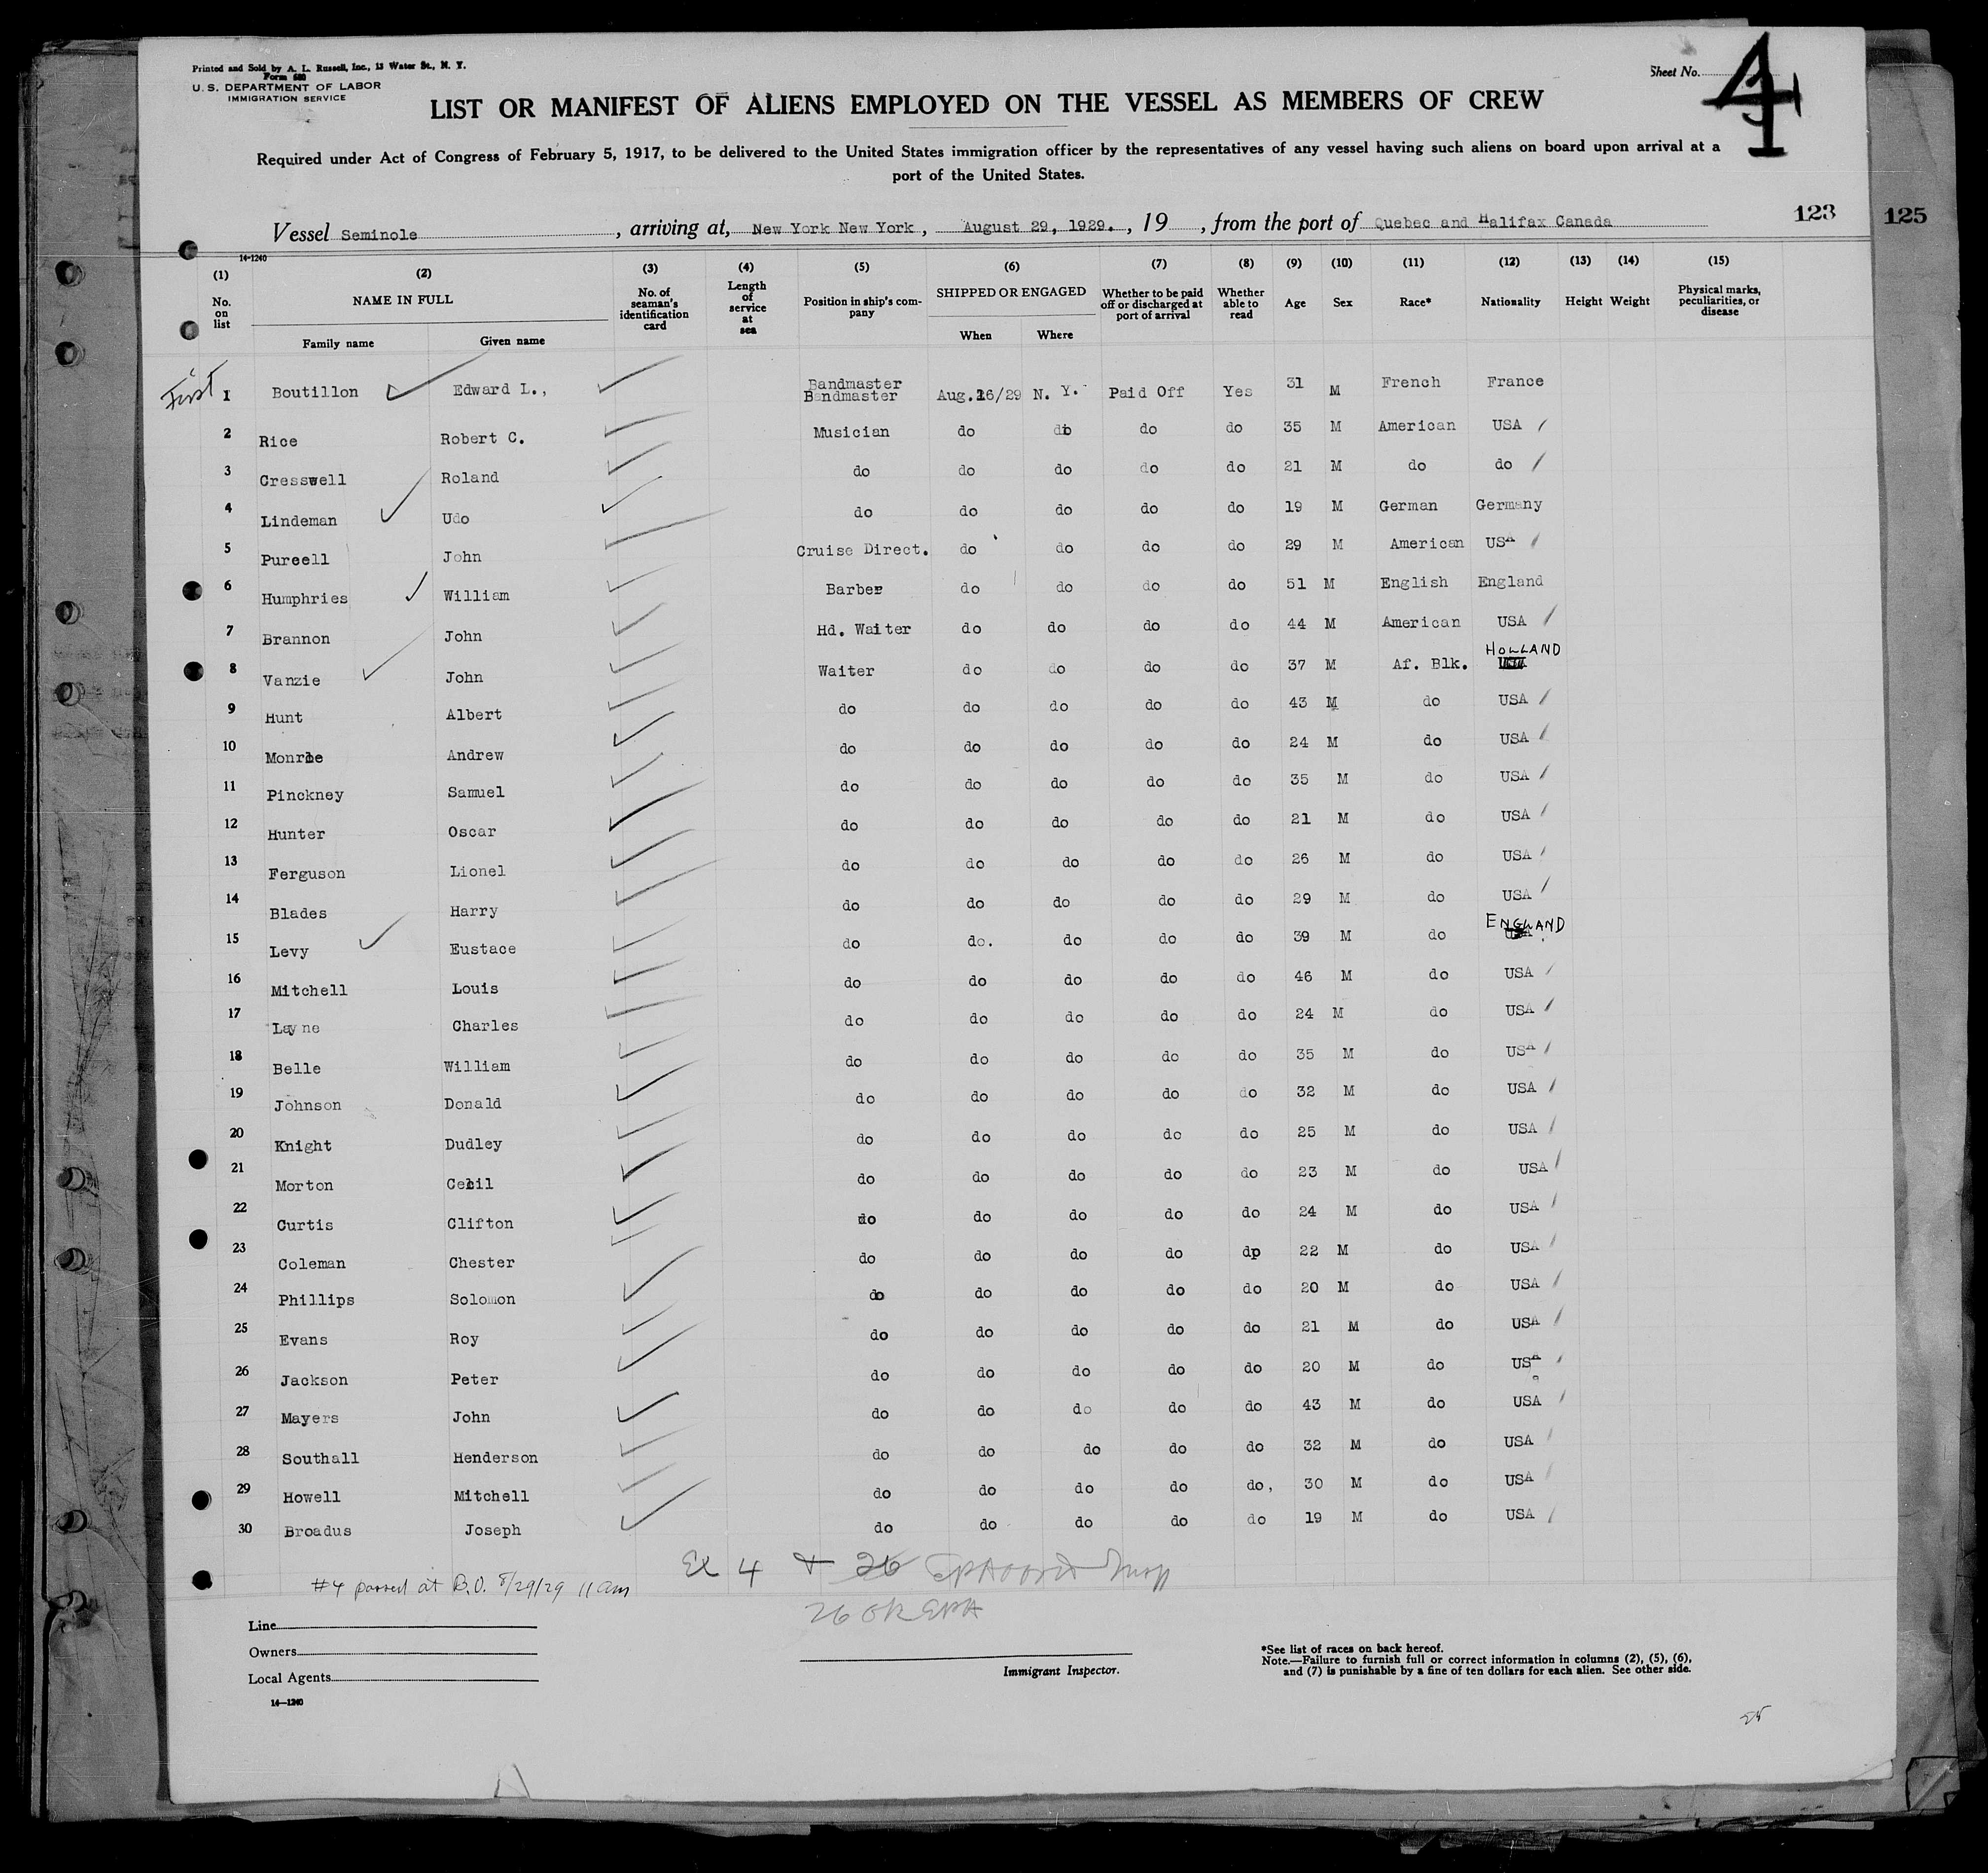 Printed and Sold by A. L. Russell, Inc., 13 Water St., N. Y.
Form 680
U. S. DEPARTMENT OF LABOR
IMMIGRATION SERVICE
Sheet No. 4
LIST OR MANIFEST OF ALIENS EMPLOYED ON THE VESSEL AS MEMBERS OF CREW
Required under Act of Congress of February 5, 1917, to be delivered to the United States immigration officer by the representatives of any vessel having such aliens on board upon arrival at a
port of the United States.
123 125
Vessel Seminole, arriving at, New York New York, August 29, 1929., 19 , from the port of Quebec and Halifax Canada
14-1240
(1) (2) (3) (4) (5) (6) (7) (8) (9) (10) (11) (12) (13) (14) (15)
No. on list NAME IN FULL No. of seaman's identification card Length of service at sea Position in ship's company SHIPPED OR ENGAGED Whether to be paid off or discharged at port of arrival Whether able to read Age Sex Race* Nationality Height Weight Physical marks, peculiarities, or disease
Family name Given name When Where
First
Bandmaster
1 Boutillon Edward L., Bandmaster Aug.26/29 N. Y. Paid Off Yes 31 M French France
2 Rice Robert C. Musician do do do do 35 M American USA
3 Cresswell Roland do do do do do 21 M do do
4 Lindeman Udo do do do do do 19 M German Germany
5 Purcell John Cruise Direct. do do do do 29 M American USA
6 Humphries William Barber do do do do 51 M English England
7 Brannon John Hd. Waiter do do do do 44 M American USA
8 Vanzie John Waiter do do do do 37 M Af. Blk. HOLLAND
9 Hunt Albert do do do do do 43 M do USA
10 Monroe Andrew do do do do do 24 M do USA
11 Pinckney Samuel do do do do do 35 M do USA
12 Hunter Oscar do do do do do 21 M do USA
13 Ferguson Lionel do do do do do 26 M do USA
14 Blades Harry do do do do do 29 M do USA
15 Levy Eustace do do. do do do 39 M do ENGLAND
16 Mitchell Louis do do do do do 46 M do USA
17 Layne Charles do do do do do 24 M do USA
18 Belle William do do do do do 35 M do USA
19 Johnson Donald do do do do do 32 M do USA
20 Knight Dudley do do do do do 25 M do USA
21 Morton Cecil do do do do do 23 M do USA
22 Curtis Clifton do do do do do 24 M do USA
23 Coleman Chester do do do do dp 22 M do USA
24 Phillips Solomon do do do do do 20 M do USA
25 Evans Roy do do do do do 21 M do USA
26 Jackson Peter do do do do do 20 M do USA
27 Mayers John do do do do do 43 M do USA
28 Southall Henderson do do do do do 32 M do USA
29 Howell Mitchell do do do do do, 30 M do USA
30 Broadus Joseph do do do do do 19 M do USA
Ex 4 + 26
#4 passed at B.O. 8/29/29 11 am
26 OK
Line
Owners
Local Agents
14—1240
Immigrant Inspector.
*See list of races on back hereof.
Note.—Failure to furnish full or correct information in columns (2), (5), (6),
and (7) is punishable by a fine of ten dollars for each alien. See other side.